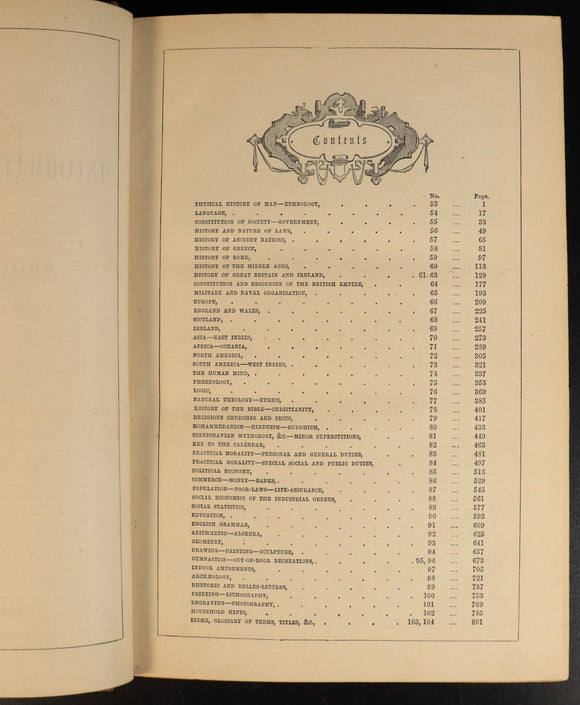 INFORMAT
WILLIA
Contents
No. Page.
PHYSICAL HISTORY OF MAN—ETHNOLOGY, . . . . . 53 ... 1
LANGUAGE, . . . . . . . . . 54 ... 17
CONSTITUTION OF SOCIETY—GOVERNMENT, . . . . . 55 ... 33
HISTORY AND NATURE OF LAWS, . . . . . . 56 ... 49
HISTORY OF ANCIENT NATIONS, . . . . . . 57 ... 65
HISTORY OF GREECE, . . . . . . . 58 ... 81
HISTORY OF ROME, . . . . . . . . 59 ... 97
HISTORY OF THE MIDDLE AGES, . . . . . . 60 ... 113
HISTORY OF GREAT BRITAIN AND IRELAND, . . . . . 61-63 ... 129
CONSTITUTION AND RESOURCES OF THE BRITISH EMPIRE, . . . 64 ... 177
MILITARY AND NAVAL ORGANISATION, . . . . . 65 ... 193
EUROPE, . . . . . . . . . 66 ... 209
ENGLAND AND WALES, . . . . . . . 67 ... 225
SCOTLAND, . . . . . . . . . 68 ... 241
IRELAND, . . . . . . . . . 69 ... 257
ASIA—EAST INDIES, . . . . . . . 70 ... 273
AFRICA—OCEANIA, . . . . . . . . 71 ... 289
NORTH AMERICA, . . . . . . . . 72 ... 305
SOUTH AMERICA—WEST INDIES, . . . . . . 73 ... 321
THE HUMAN MIND, . . . . . . . . 74 ... 337
PHRENOLOGY, . . . . . . . . 75 ... 353
LOGIC, . . . . . . . . . 76 ... 369
NATURAL THEOLOGY—ETHICS, . . . . . . 77 ... 385
HISTORY OF THE BIBLE—CHRISTIANITY, . . . . . 78 ... 401
RELIGIOUS CHURCHES AND SECTS, . . . . . . 79 ... 417
MOHAMMEDANISM—HINDUISM—BUDDHISM, . . . . . 80 ... 433
SCANDINAVIAN MYTHOLOGY, &C.—MINOR SUPERSTITIONS, . . . 81 ... 449
KEY TO THE CALENDAR, . . . . . . . 82 ... 465
PRACTICAL MORALITY—PERSONAL AND GENERAL DUTIES, . . . 83 ... 481
PRACTICAL MORALITY—SPECIAL SOCIAL AND PUBLIC DUTIES, . . . 84 ... 497
POLITICAL ECONOMY, . . . . . . . 85 ... 513
COMMERCE—MONEY—BANKS, . . . . . . . 86 ... 529
POPULATION—POOR-LAWS—LIFE-ASSURANCE, . . . . . 87 ... 545
SOCIAL ECONOMICS OF THE INDUSTRIAL ORDERS, . . . . 88 ... 561
SOCIAL STATISTICS, . . . . . . . 89 ... 577
EDUCATION, . . . . . . . . . 90 ... 593
ENGLISH GRAMMAR, . . . . . . . . 91 ... 609
ARITHMETIC—ALGEBRA, . . . . . . . 92 ... 625
GEOMETRY, . . . . . . . . . 93 ... 641
DRAWING—PAINTING—SCULPTURE, . . . . . . 94 ... 657
GYMNASTICS—OUT-OF-DOOR RECREATIONS, . . . . . 95, 96 ... 673
INDOOR AMUSEMENTS, . . . . . . . 97 ... 705
ARCHÆOLOGY, . . . . . . . . 98 ... 721
RHETORIC AND BELLES-LETTRES, . . . . . . 99 ... 737
PRINTING—LITHOGRAPHY, . . . . . . . 100 ... 753
ENGRAVING—PHOTOGRAPHY, . . . . . . . 101 ... 769
HOUSEHOLD HINTS, . . . . . . . . 102 ... 785
INDEX, GLOSSARY OF TERMS, TITLES, &C., . . . . . 103, 104 ... 801